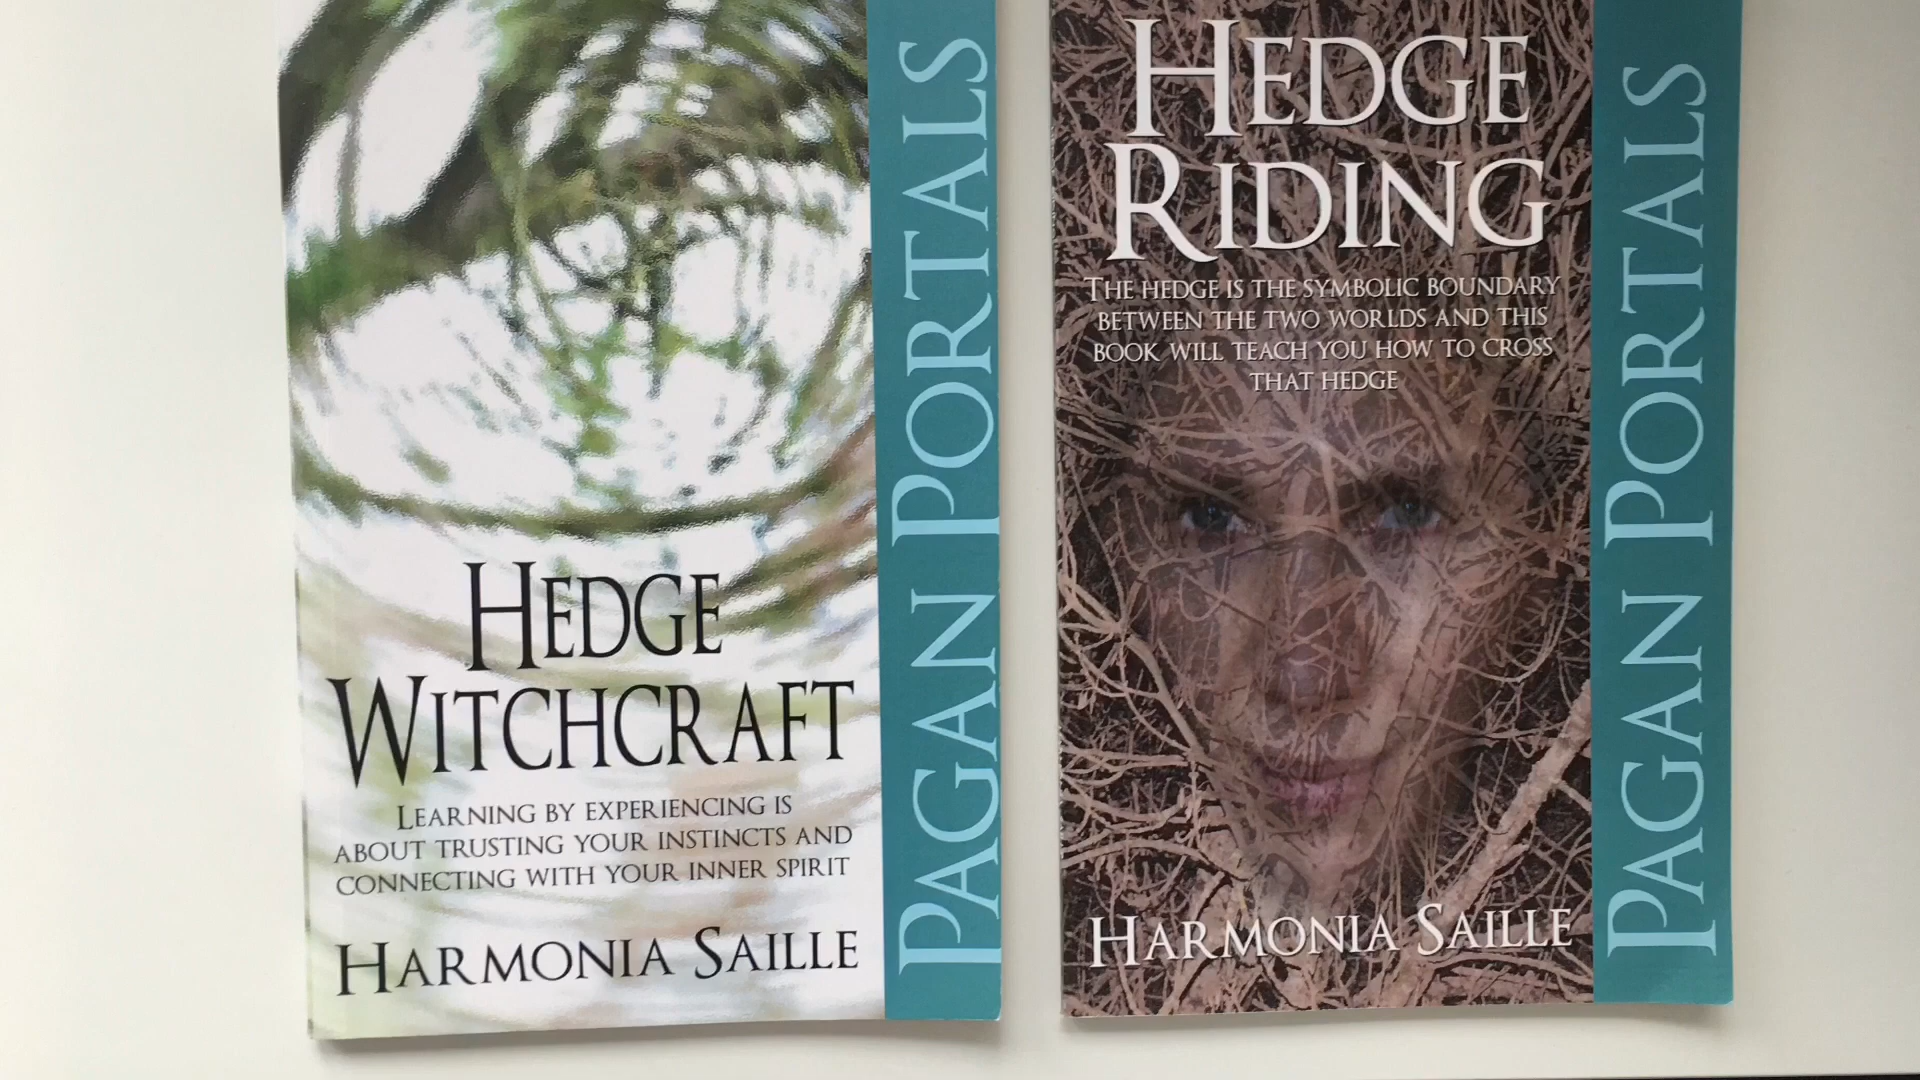 HEDGE
WITCHCRAFT
LEARNING BY EXPERIENCING IS
ABOUT TRUSTING YOUR INSTINCTS AND
CONNECTING WITH YOUR INNER SPIRIT
HARMONIA SAILLE
PAGAN PORTALS
HEDGE
RIDING
THE HEDGE IS THE SYMBOLIC BOUNDARY
BETWEEN THE TWO WORLDS AND THIS
BOOK WILL TEACH YOU HOW TO CROSS
THAT HEDGE
HARMONIA SAILLE
PAGAN PORTALS